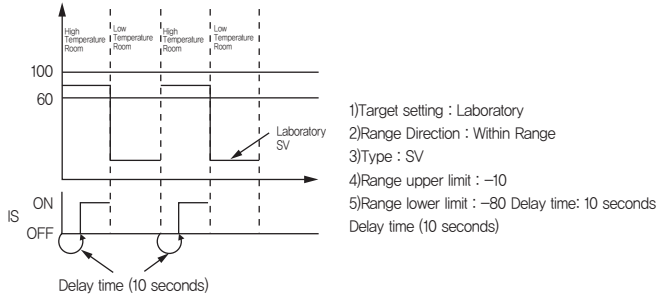 High
Temperature
Room
Low
Temperature
Room
High
Temperature
Room
Low
Temperature
Room
100
60
Laboratory
SV
IS
ON
OFF
Delay time (10 seconds)
1)Target setting : Laboratory
2)Range Direction : Within Range
3)Type : SV
4)Range upper limit : -10
5)Range lower limit : -80 Delay time: 10 seconds
Delay time (10 seconds)